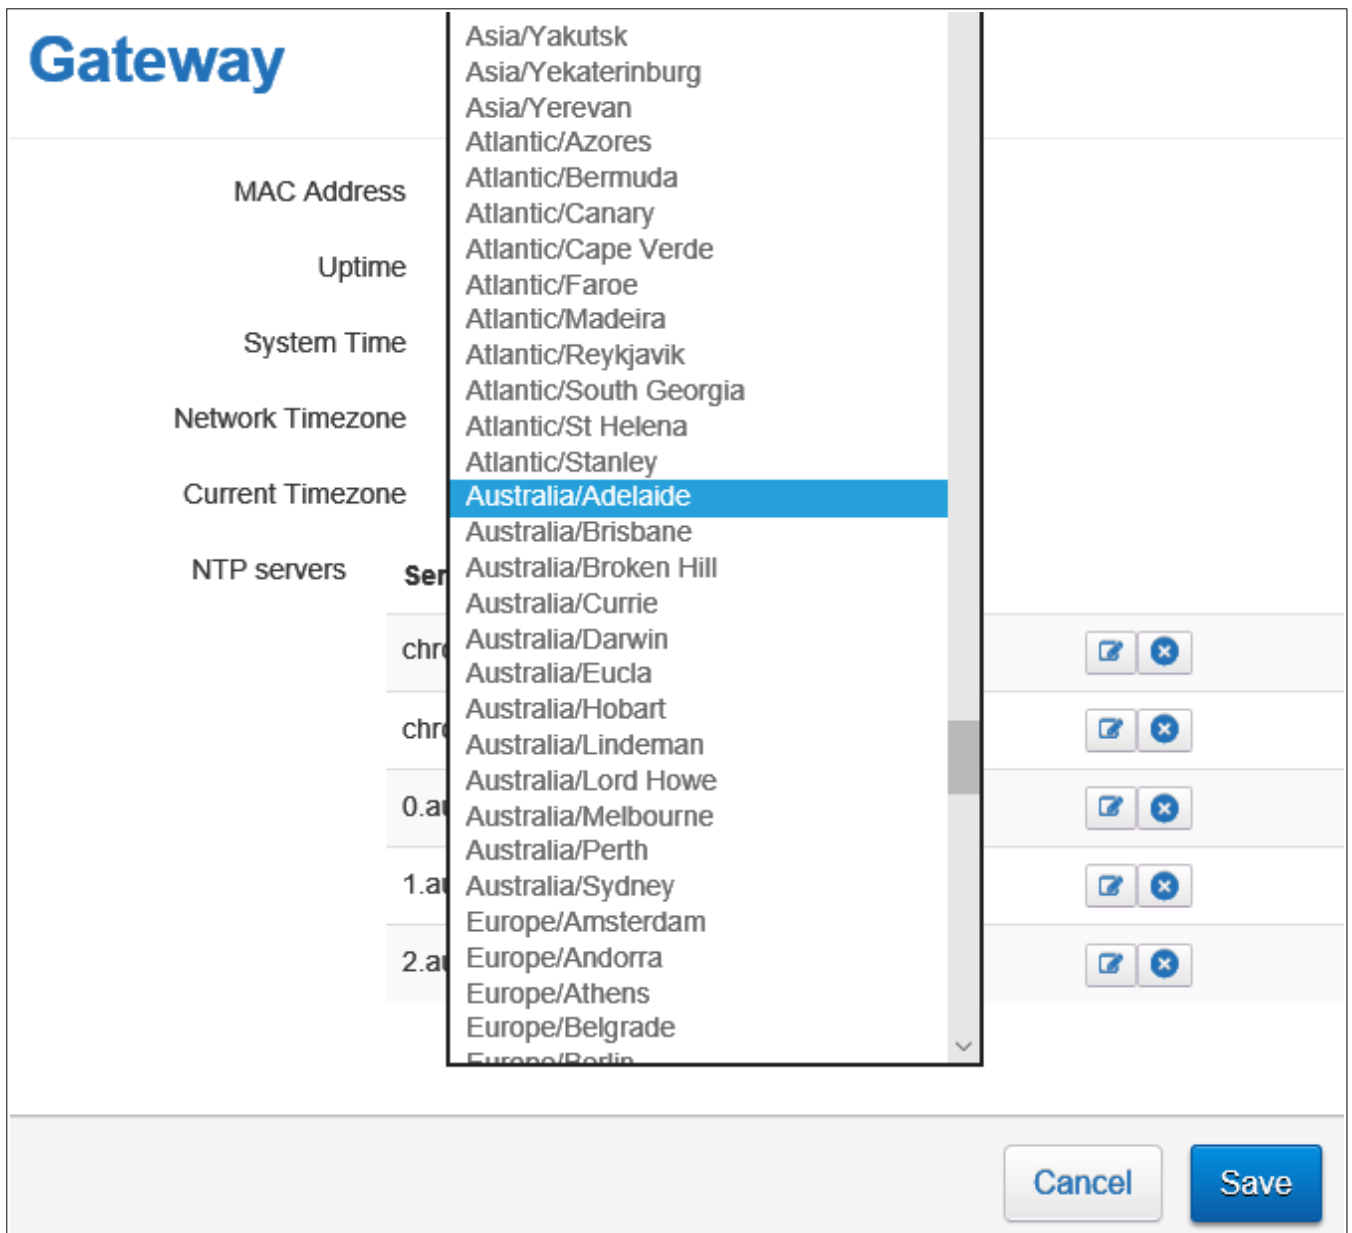 Gateway
MAC Address
Uptime
System Time
Network Timezone
Current Timezone
NTP servers
Asia/Yakutsk
Asia/Yekaterinburg
Asia/Yerevan
Atlantic/Azores
Atlantic/Bermuda
Atlantic/Canary
Atlantic/Cape Verde
Atlantic/Faroe
Atlantic/Madeira
Atlantic/Reykjavik
Atlantic/South Georgia
Atlantic/St Helena
Atlantic/Stanley
Australia/Adelaide
Australia/Brisbane
Australia/Broken Hill
Australia/Currie
Australia/Darwin
Australia/Eucla
Australia/Hobart
Australia/Lindeman
Australia/Lord Howe
Australia/Melbourne
Australia/Perth
Australia/Sydney
Europe/Amsterdam
Europe/Andorra
Europe/Athens
Europe/Belgrade
Europe/Berlin
Cancel
Save